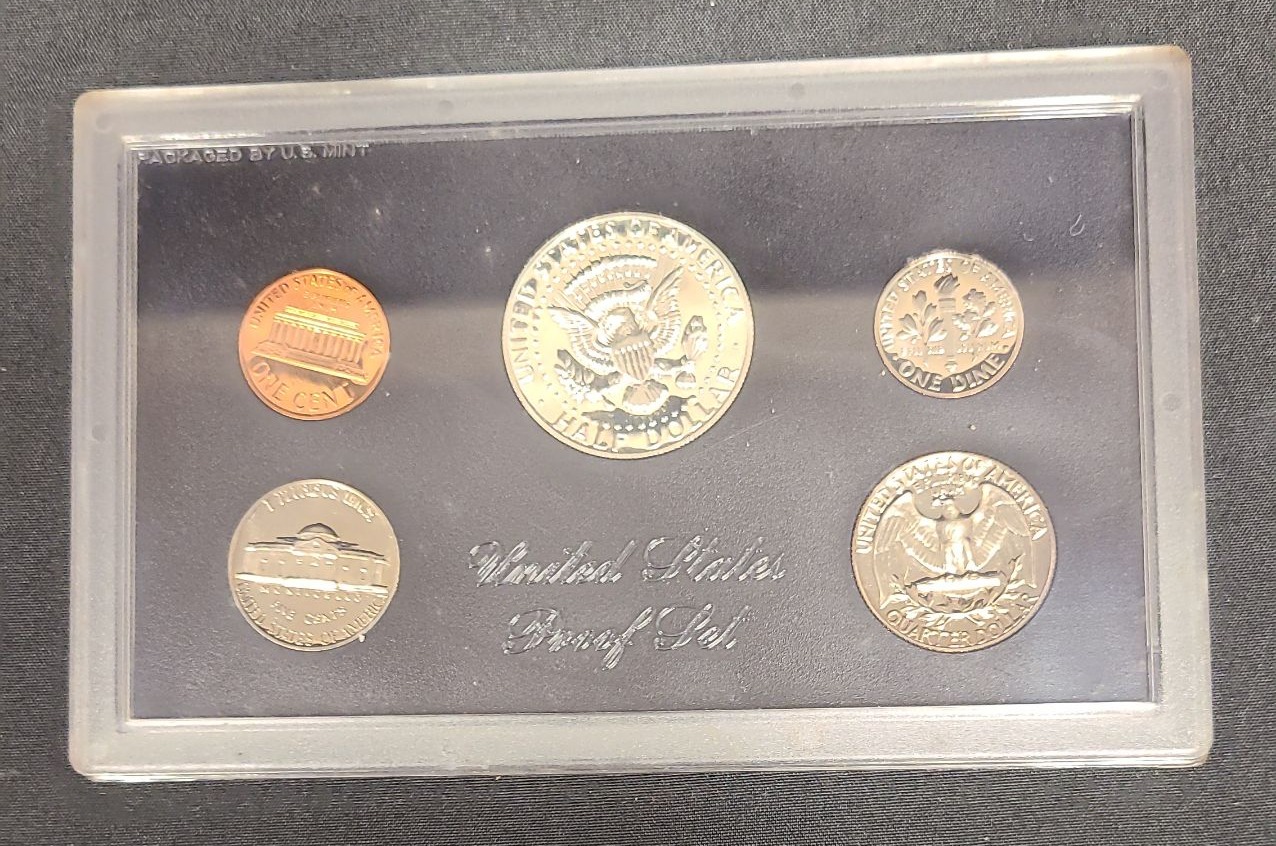 PACKAGED BY U.S. MINT
UNITED STATES OF AMERICA
ONE CENT
UNITED STATES OF AMERICA
HALF DOLLAR
UNITED STATES OF AMERICA
ONE DIME
E PLURIBUS UNUM
MONTICELLO
FIVE CENTS
UNITED STATES OF AMERICA
United States
Proof Set
UNITED STATES OF AMERICA
QUARTER DOLLAR